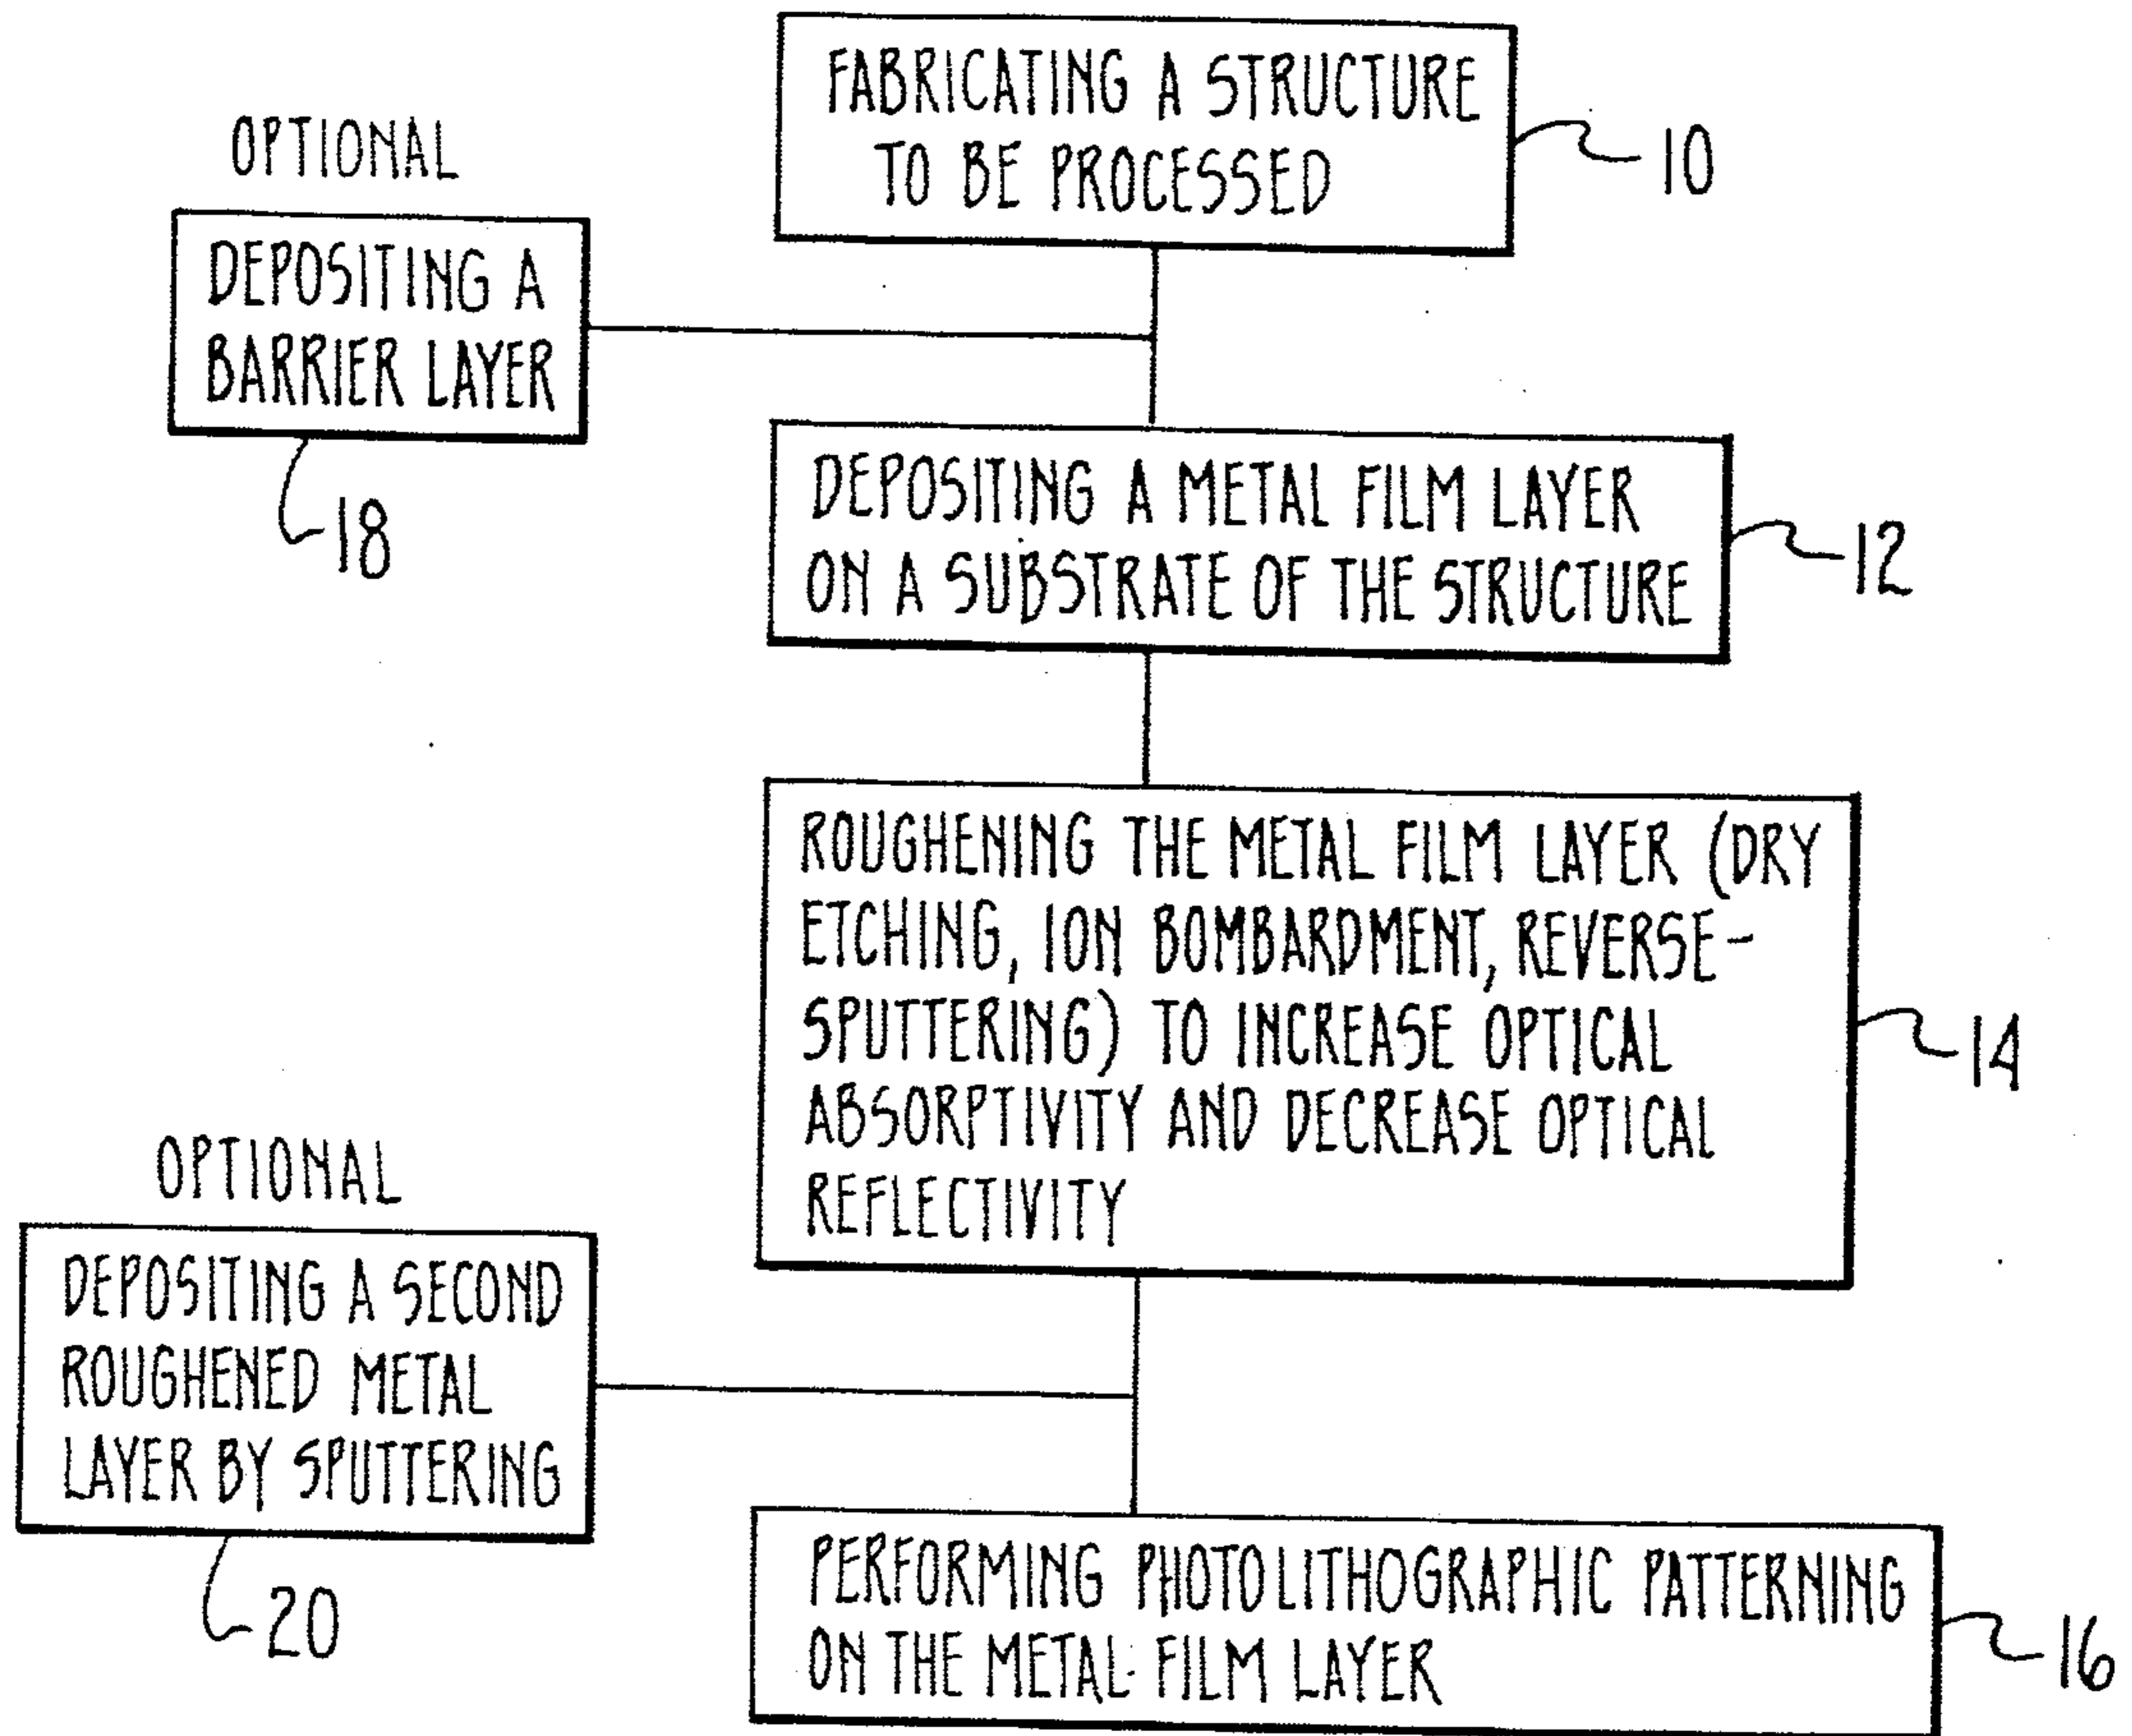 FABRICATING A STRUCTURE
TO BE PROCESSED
10
OPTIONAL
DEPOSITING A
BARRIER LAYER
18
DEPOSITING A METAL FILM LAYER
ON A SUBSTRATE OF THE STRUCTURE
12
ROUGHENING THE METAL FILM LAYER (DRY
ETCHING, ION BOMBARDMENT, REVERSE-
SPUTTERING) TO INCREASE OPTICAL
ABSORPTIVITY AND DECREASE OPTICAL
REFLECTIVITY
14
OPTIONAL
DEPOSITING A SECOND
ROUGHENED METAL
LAYER BY SPUTTERING
20
PERFORMING PHOTOLITHOGRAPHIC PATTERNING
ON THE METAL FILM LAYER
16